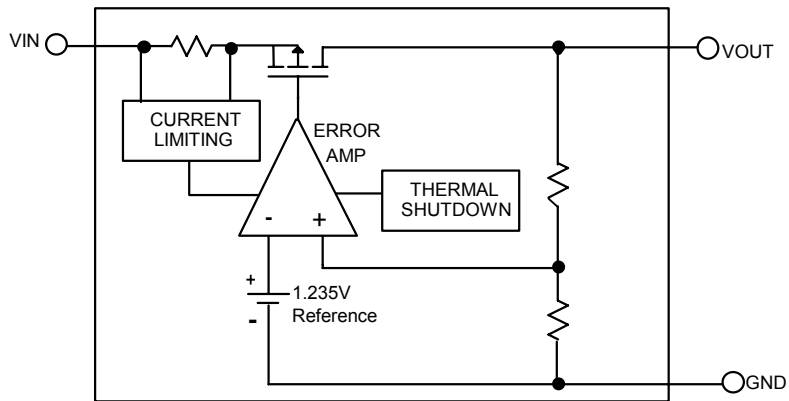 VIN
VOUT
CURRENT
LIMITING
ERROR
AMP
THERMAL
SHUTDOWN
- +
+
1.235V
Reference
-
GND